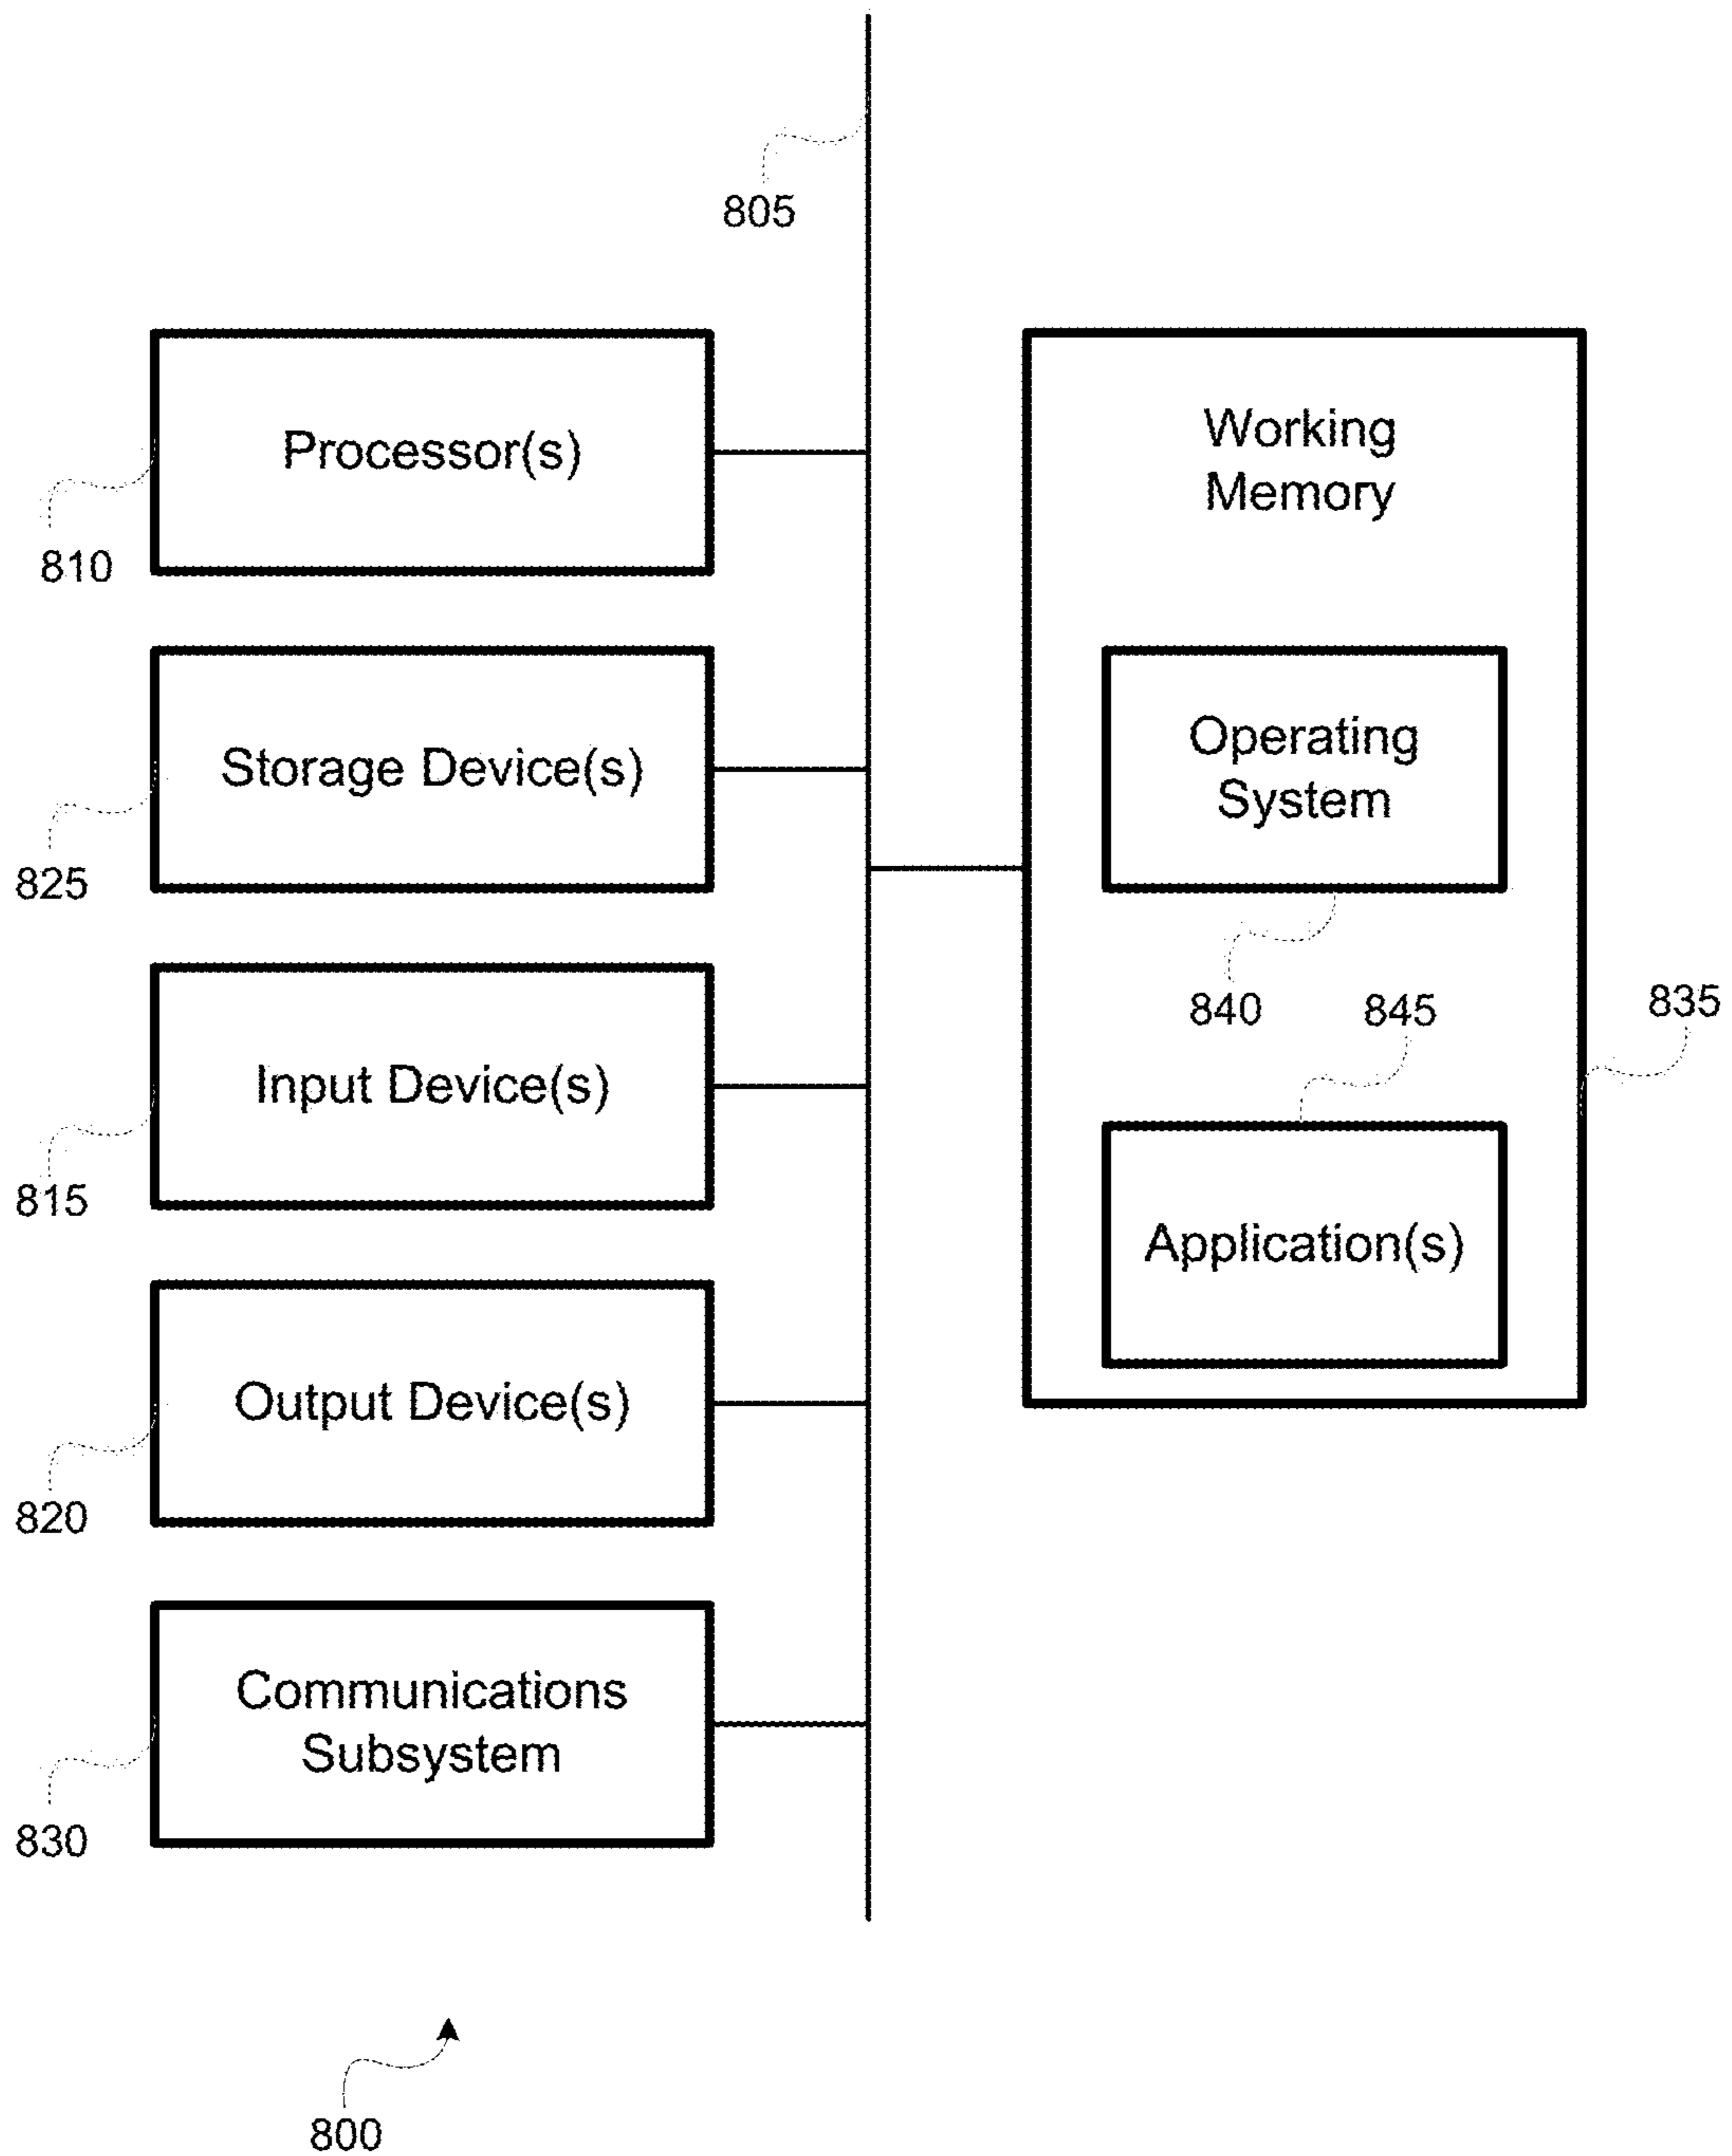 805
Processor(s)
810
Storage Device(s)
825
Input Device(s)
815
Output Device(s)
820
Communications
Subsystem
830
Working
Memory
Operating
System
840
845
835
Application(s)
800